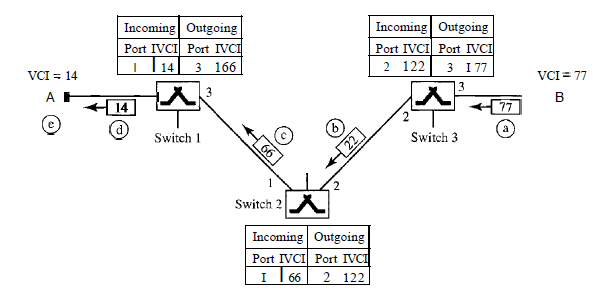 Incoming Outgoing
Port IVCI Port IVCI
I 14 3 166
Incoming Outgoing
Port IVCI Port IVCI
2 122 3 I 77
VCI = 14
VCI = 77
A
14
3
3
77
B
e
d
Switch 1
c
66
b
22
2
Switch 3
a
1
2
Switch 2
Incoming Outgoing
Port IVCI Port IVCI
I 66 2 122